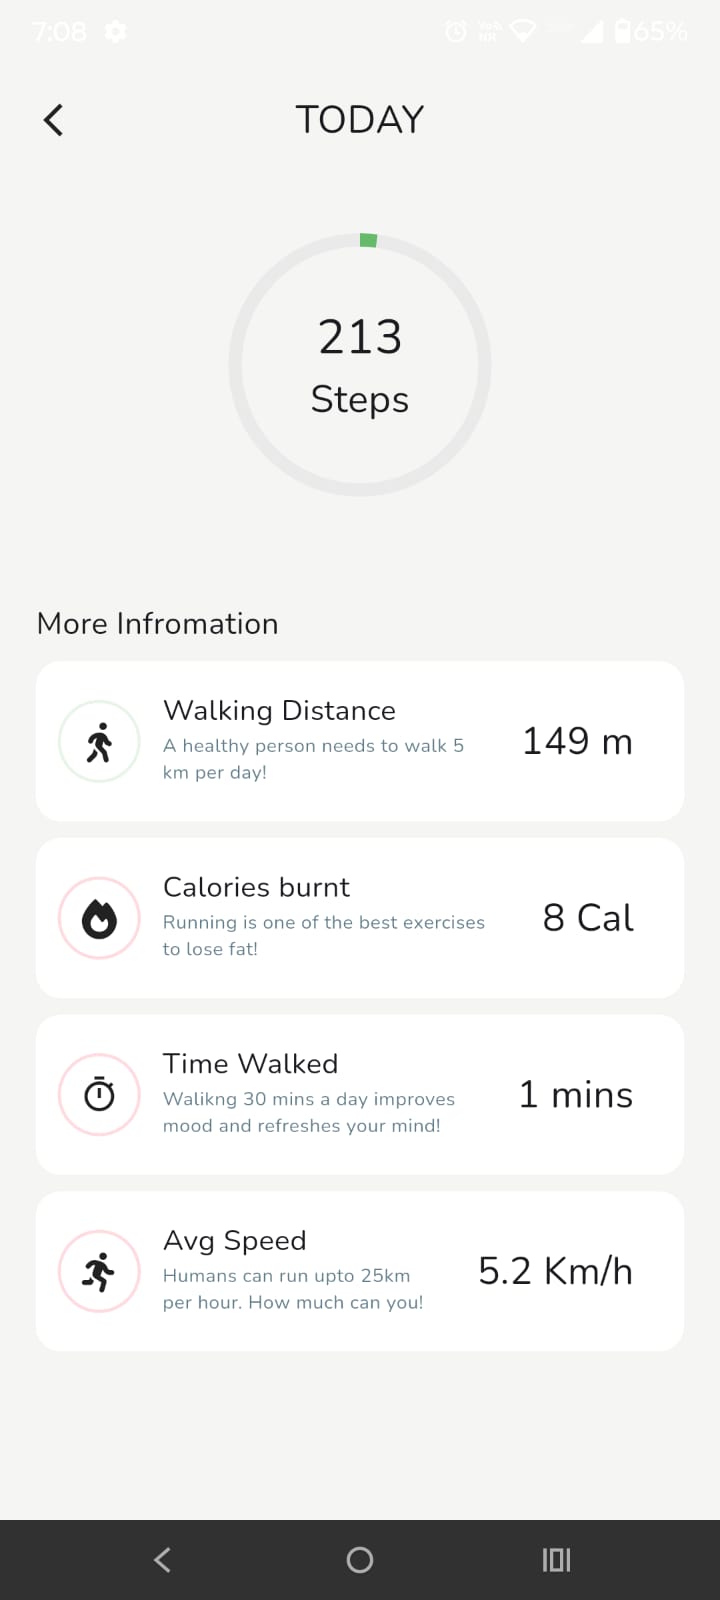 7:08 65%
TODAY
213
Steps
More Infromation
Walking Distance
A healthy person needs to walk 5
km per day!
149 m
Calories burnt
Running is one of the best exercises
to lose fat!
8 Cal
Time Walked
Walikng 30 mins a day improves
mood and refreshes your mind!
1 mins
Avg Speed
Humans can run upto 25km
per hour. How much can you!
5.2 Km/h